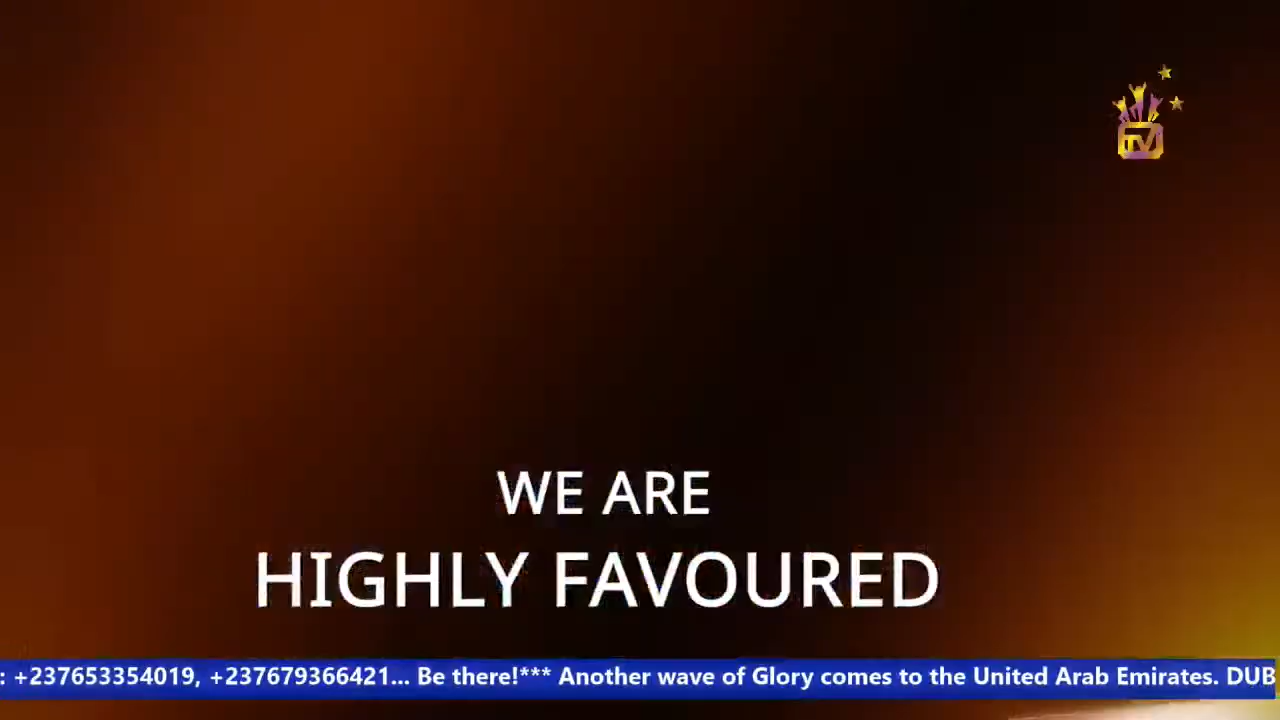 TV
WE ARE
HIGHLY FAVOURED
: +237653354019, +237679366421... Be there!*** Another wave of Glory comes to the United Arab Emirates. DUB